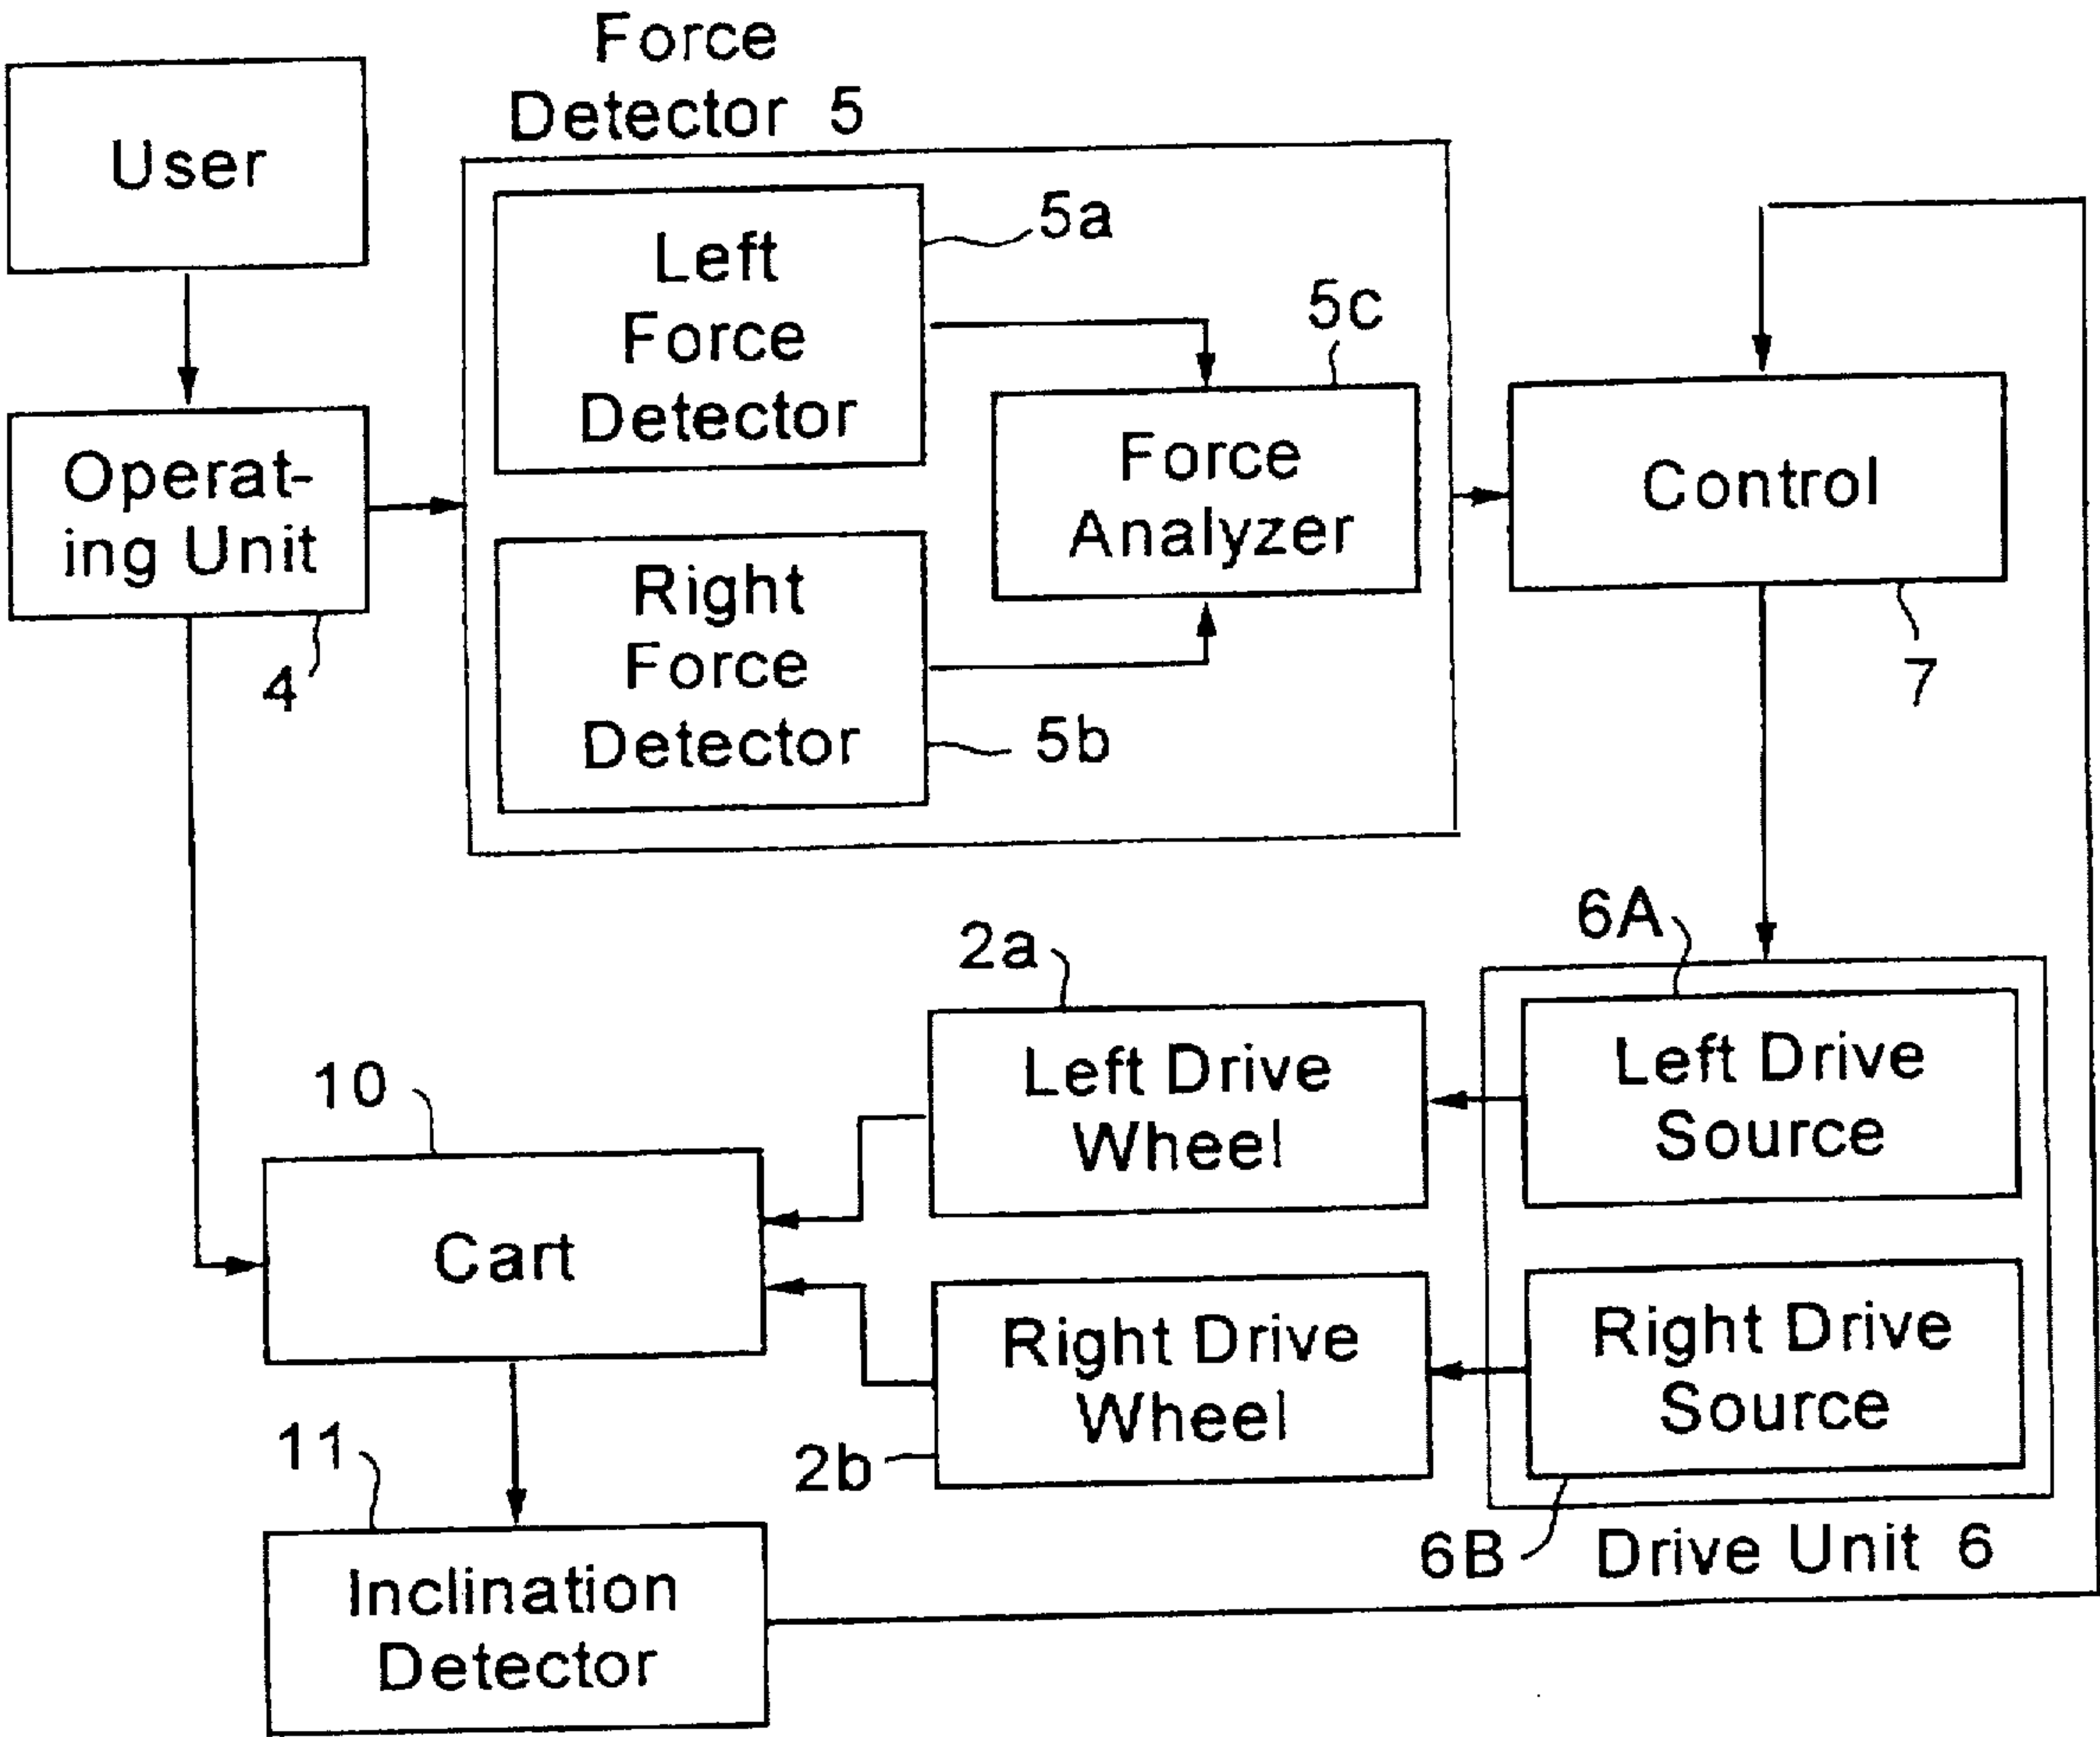 Force
Detector 5
User
Left
Force
Detector
5a
5c
Force
Analyzer
Control
Operat-
ing Unit
Right
Force
Detector
5b
4
7
6A
2a
Left Drive
Wheel
Left Drive
Source
10
Cart
Right Drive
Wheel
Right Drive
Source
2b
11
6B
Drive Unit 6
Inclination
Detector